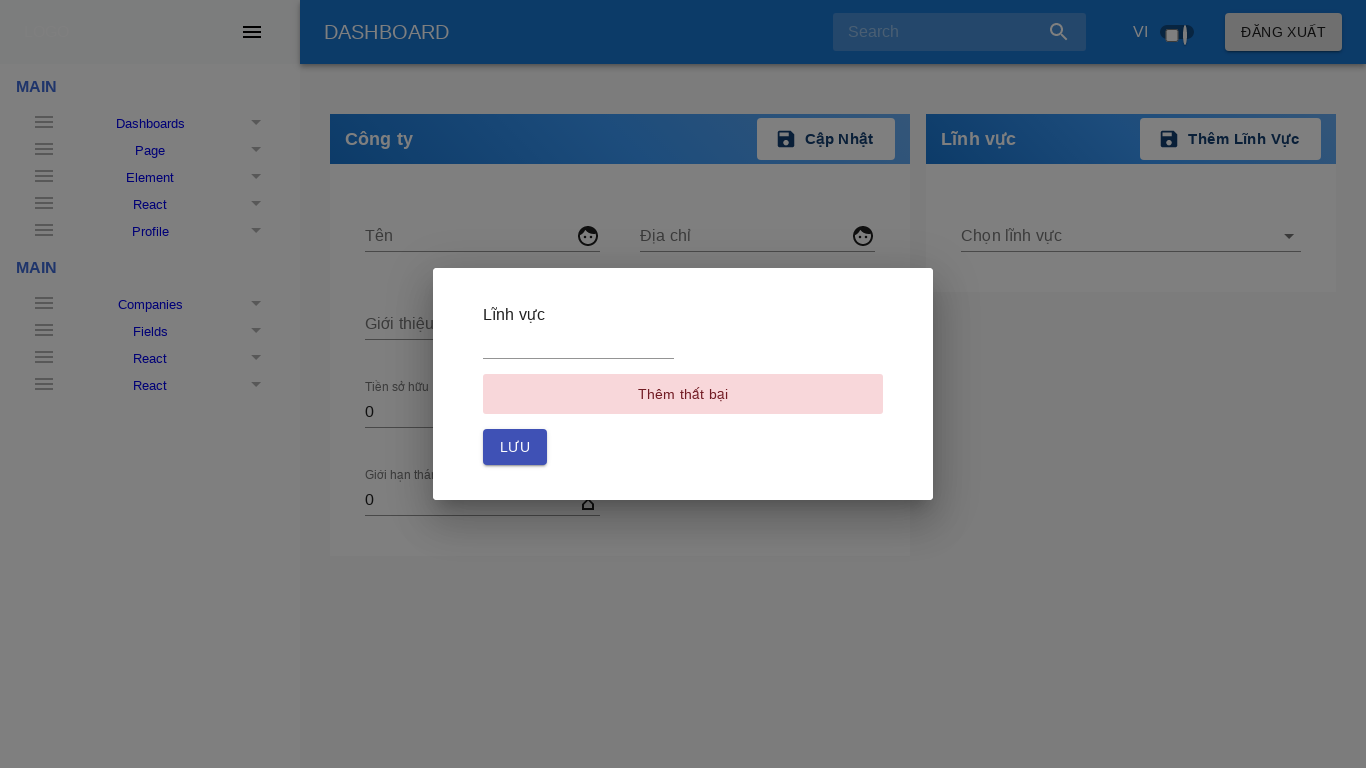 DASHBOARD
Search
VI
ĐĂNG XUẤT
MAIN
Dashboards
Page
Element
React
Profile
MAIN
Companies
Fields
React
React
Công ty
Cập Nhật
Lĩnh vực
Thêm Lĩnh Vực
Tên
Địa chỉ
Chọn lĩnh vực
Giới thiệu
Tiền sở hữu
0
Giới hạn
0
Lĩnh vực
Thêm thất bại
LƯU